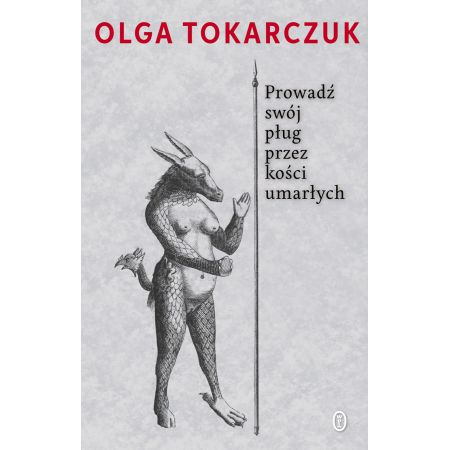 OLGA TOKARCZUK
Prowadź
swój
pług
przez
kości
umarłych